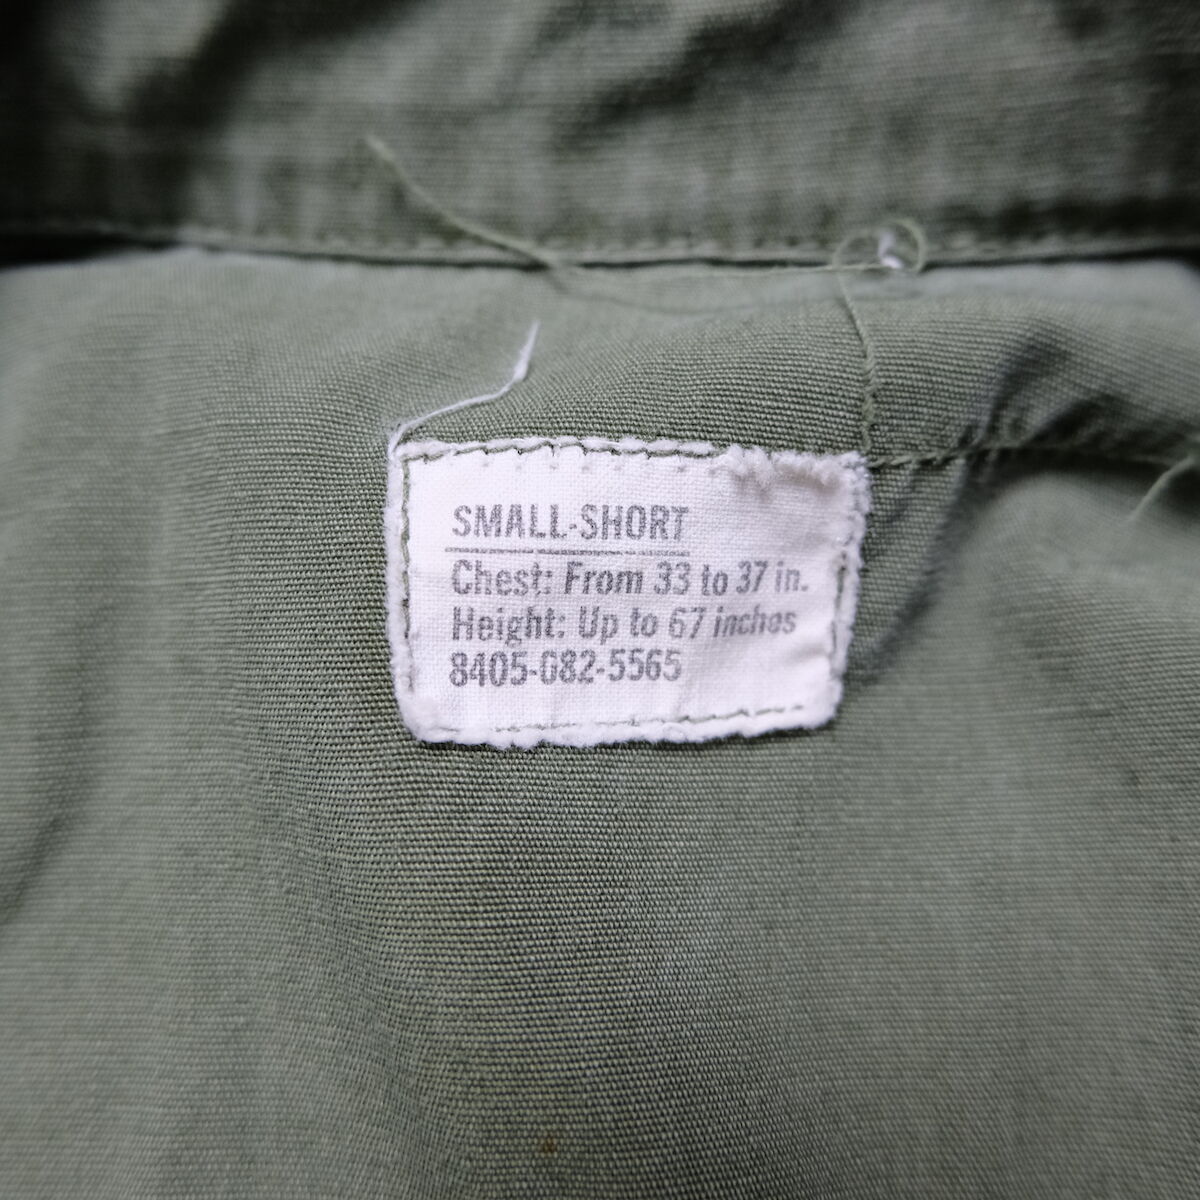 SMALL-SHORT
Chest: From 33 to 37 in.
Height: Up to 67 inches
8405-082-5565